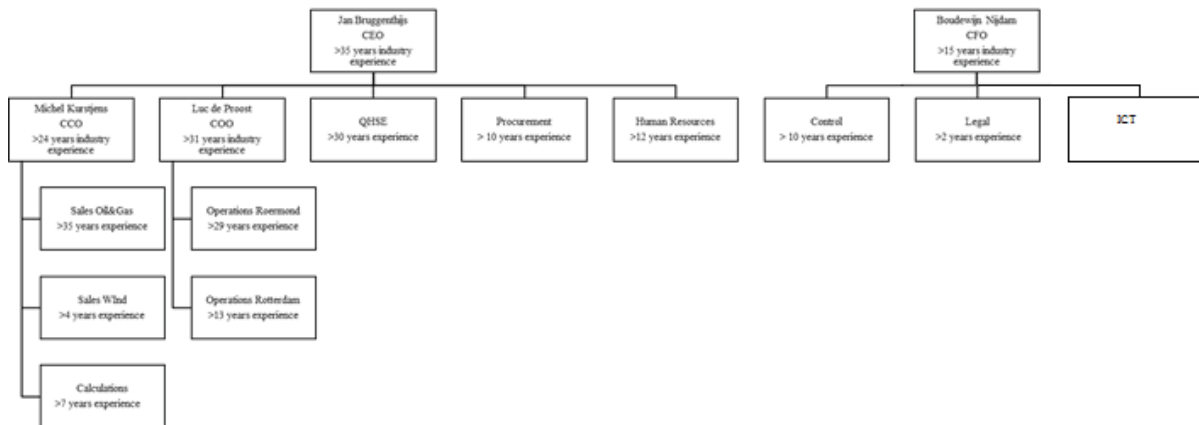 Jan Bruggenthijs
CEO
>35 years industry
experience
Boudewijn Nijdam
CFO
>15 years industry
experience
Michel Kurstjens
CCO
>24 years industry
experience
Luc de Proost
COO
>31 years industry
experience
QHSE
>30 years experience
Procurement
> 10 years experience
Human Resources
>12 years experience
Control
> 10 years experience
Legal
>2 years experience
ICT
Sales Oil&Gas
>35 years experience
Operations Roermond
>29 years experience
Sales WInd
>4 years experience
Operations Rotterdam
>13 years experience
Calculations
>7 years experience